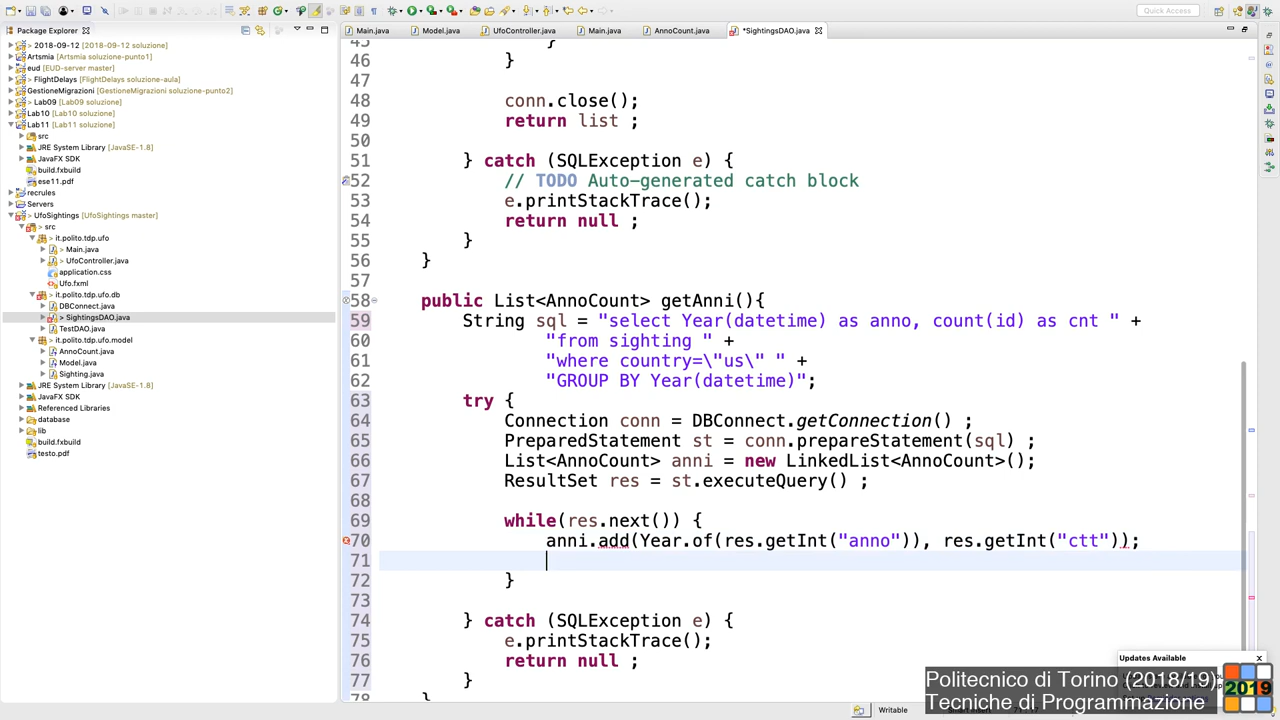 Quick Access
Package Explorer
Main.java
Model.java
UfoController.java
Main.java
AnnoCount.java
*SightingsDAO.java
> 2018-09-12 [2018-09-12 soluzione]
Artsmia [Artsmia-punto1]
eud [EUD-server master]
> FlightDelays [FlightDelays soluzione-aula]
GestioneMigrazioni [GestioneMigrazioni soluzione-punto2]
> Lab09 [Lab09 soluzione]
Lab10 [Lab10 soluzione]
Lab11 [Lab11 soluzione]
src
JRE System Library [JavaSE-1.8]
JavaFX SDK
build.fxbuild
ese11.pdf
recrules
Servers
UfoSightings [UfoSightings master]
> src
> it.polito.tdp.ufo
> Main.java
> UfoController.java
application.css
Ufo.fxml
> it.polito.tdp.ufo.db
DBConnect.java
> SightingsDAO.java
TestDAO.java
> it.polito.tdp.ufo.model
AnnoCount.java
Model.java
Sighting.java
JRE System Library [JavaSE-1.8]
JavaFX SDK
Referenced Libraries
database
lib
build.fxbuild
testo.pdf
45 }
46 }
47
48 conn.close();
49 return list ;
50
51 } catch (SQLException e) {
52 // TODO Auto-generated catch block
53 e.printStackTrace();
54 return null ;
55 }
56 }
57
58 public List<AnnoCount> getAnni(){
59 String sql = "select Year(datetime) as anno, count(id) as cnt " +
60 "from sighting " +
61 "where country=\"us\" " +
62 "GROUP BY Year(datetime)";
63 try {
64 Connection conn = DBConnect.getConnection() ;
65 PreparedStatement st = conn.prepareStatement(sql) ;
66 List<AnnoCount> anni = new LinkedList<AnnoCount>();
67 ResultSet res = st.executeQuery() ;
68
69 while(res.next()) {
70 anni.add(Year.of(res.getInt("anno")), res.getInt("ctt"));
71
72 }
73
74 } catch (SQLException e) {
75 e.printStackTrace();
76 return null ;
77 }
78 }
Updates Available
Politecnico di Torino (2018/19)
Tecniche di Programmazione
2019
Writable